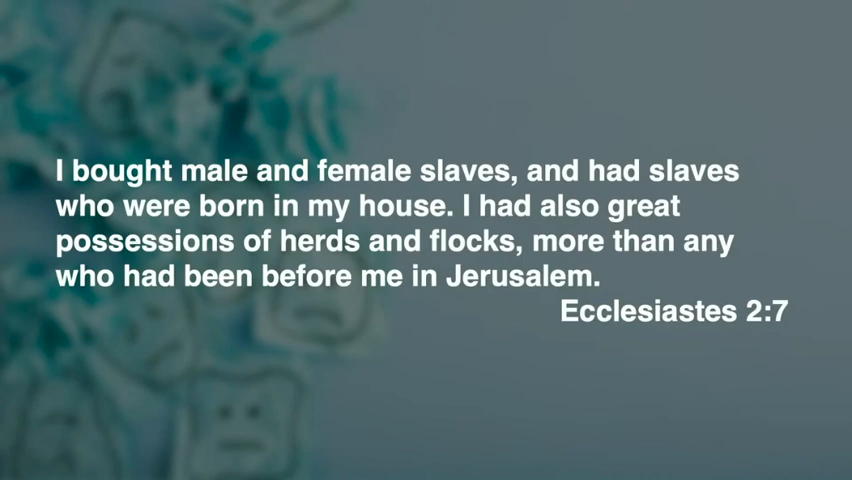 I bought male and female slaves, and had slaves
who were born in my house. I had also great
possessions of herds and flocks, more than any
who had been before me in Jerusalem.
Ecclesiastes 2:7